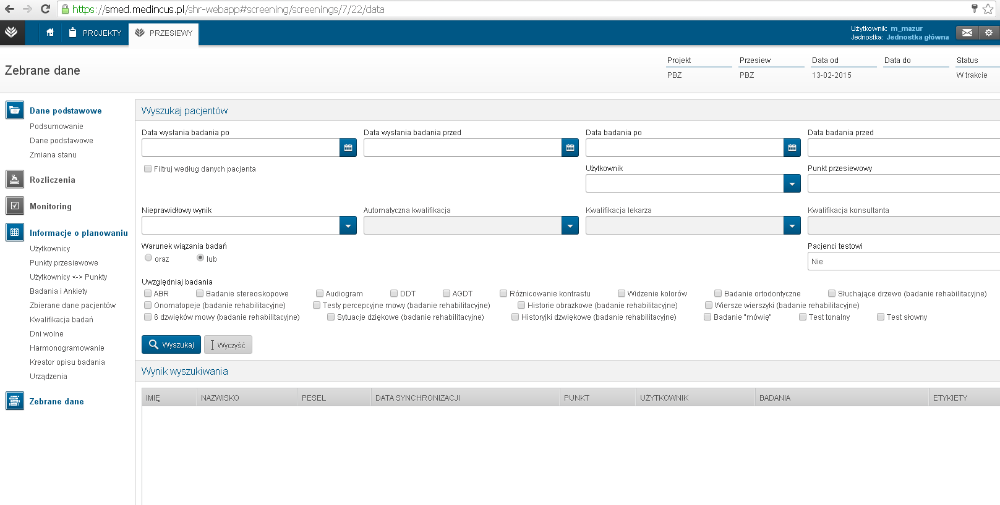 https://smed.medincus.pl/shr-webapp#screening/screenings/7/22/data
PROJEKTY PRZESIEWY
Użytkownik: m_mazur
Jednostka: Jednostka główna
Zebrane dane
Projekt Przesiew Data od Data do Status
PBZ PBZ 13-02-2015 W trakcie
Dane podstawowe
Podsumowanie
Dane podstawowe
Zmiana stanu
Rozliczenia
Monitoring
Informacje o planowaniu
Użytkownicy
Punkty przesiewowe
Użytkownicy <-> Punkty
Badania i Ankiety
Zbierane dane pacjentów
Kwalifikacja badań
Dni wolne
Harmonogramowanie
Kreator opisu badania
Urządzenia
Zebrane dane
Wyszukaj pacjentów
Data wysłania badania po Data wysłania badania przed Data badania po Data badania przed
Filtruj według danych pacjenta Użytkownik Punkt przesiewowy
Nieprawidłowy wynik Automatyczna kwalifikacja Kwalifikacja lekarza Kwalifikacja konsultanta
Warunek wiązania badań Pacjenci testowi
oraz lub Nie
Uwzględniaj badania
ABR Badanie stereoskopowe Audiogram DDT AGDT Różnicowanie kontrastu Widzenie kolorów Badanie ortodontyczne Słuchające drzewo (badanie rehabilitacyjne)
Onomatopeje (badanie rehabilitacyjne) Testy percepcyjne mowy (badanie rehabilitacyjne) Historie obrazkowe (badanie rehabilitacyjne) Wiersze wierszyki (badanie rehabilitacyjne)
6 dzwięków mowy (badanie rehabilitacyjne) Sytuacje dziękowe (badanie rehabilitacyjne) Historyjki dzwiękowe (badanie rehabilitacyjne) Badanie "mówię" Test tonalny Test słowny
Wyszukaj Wyczyść
Wynik wyszukiwania
IMIĘ NAZWISKO PESEL DATA SYNCHRONIZACJI PUNKT UŻYTKOWNIK BADANIA ETYKIETY